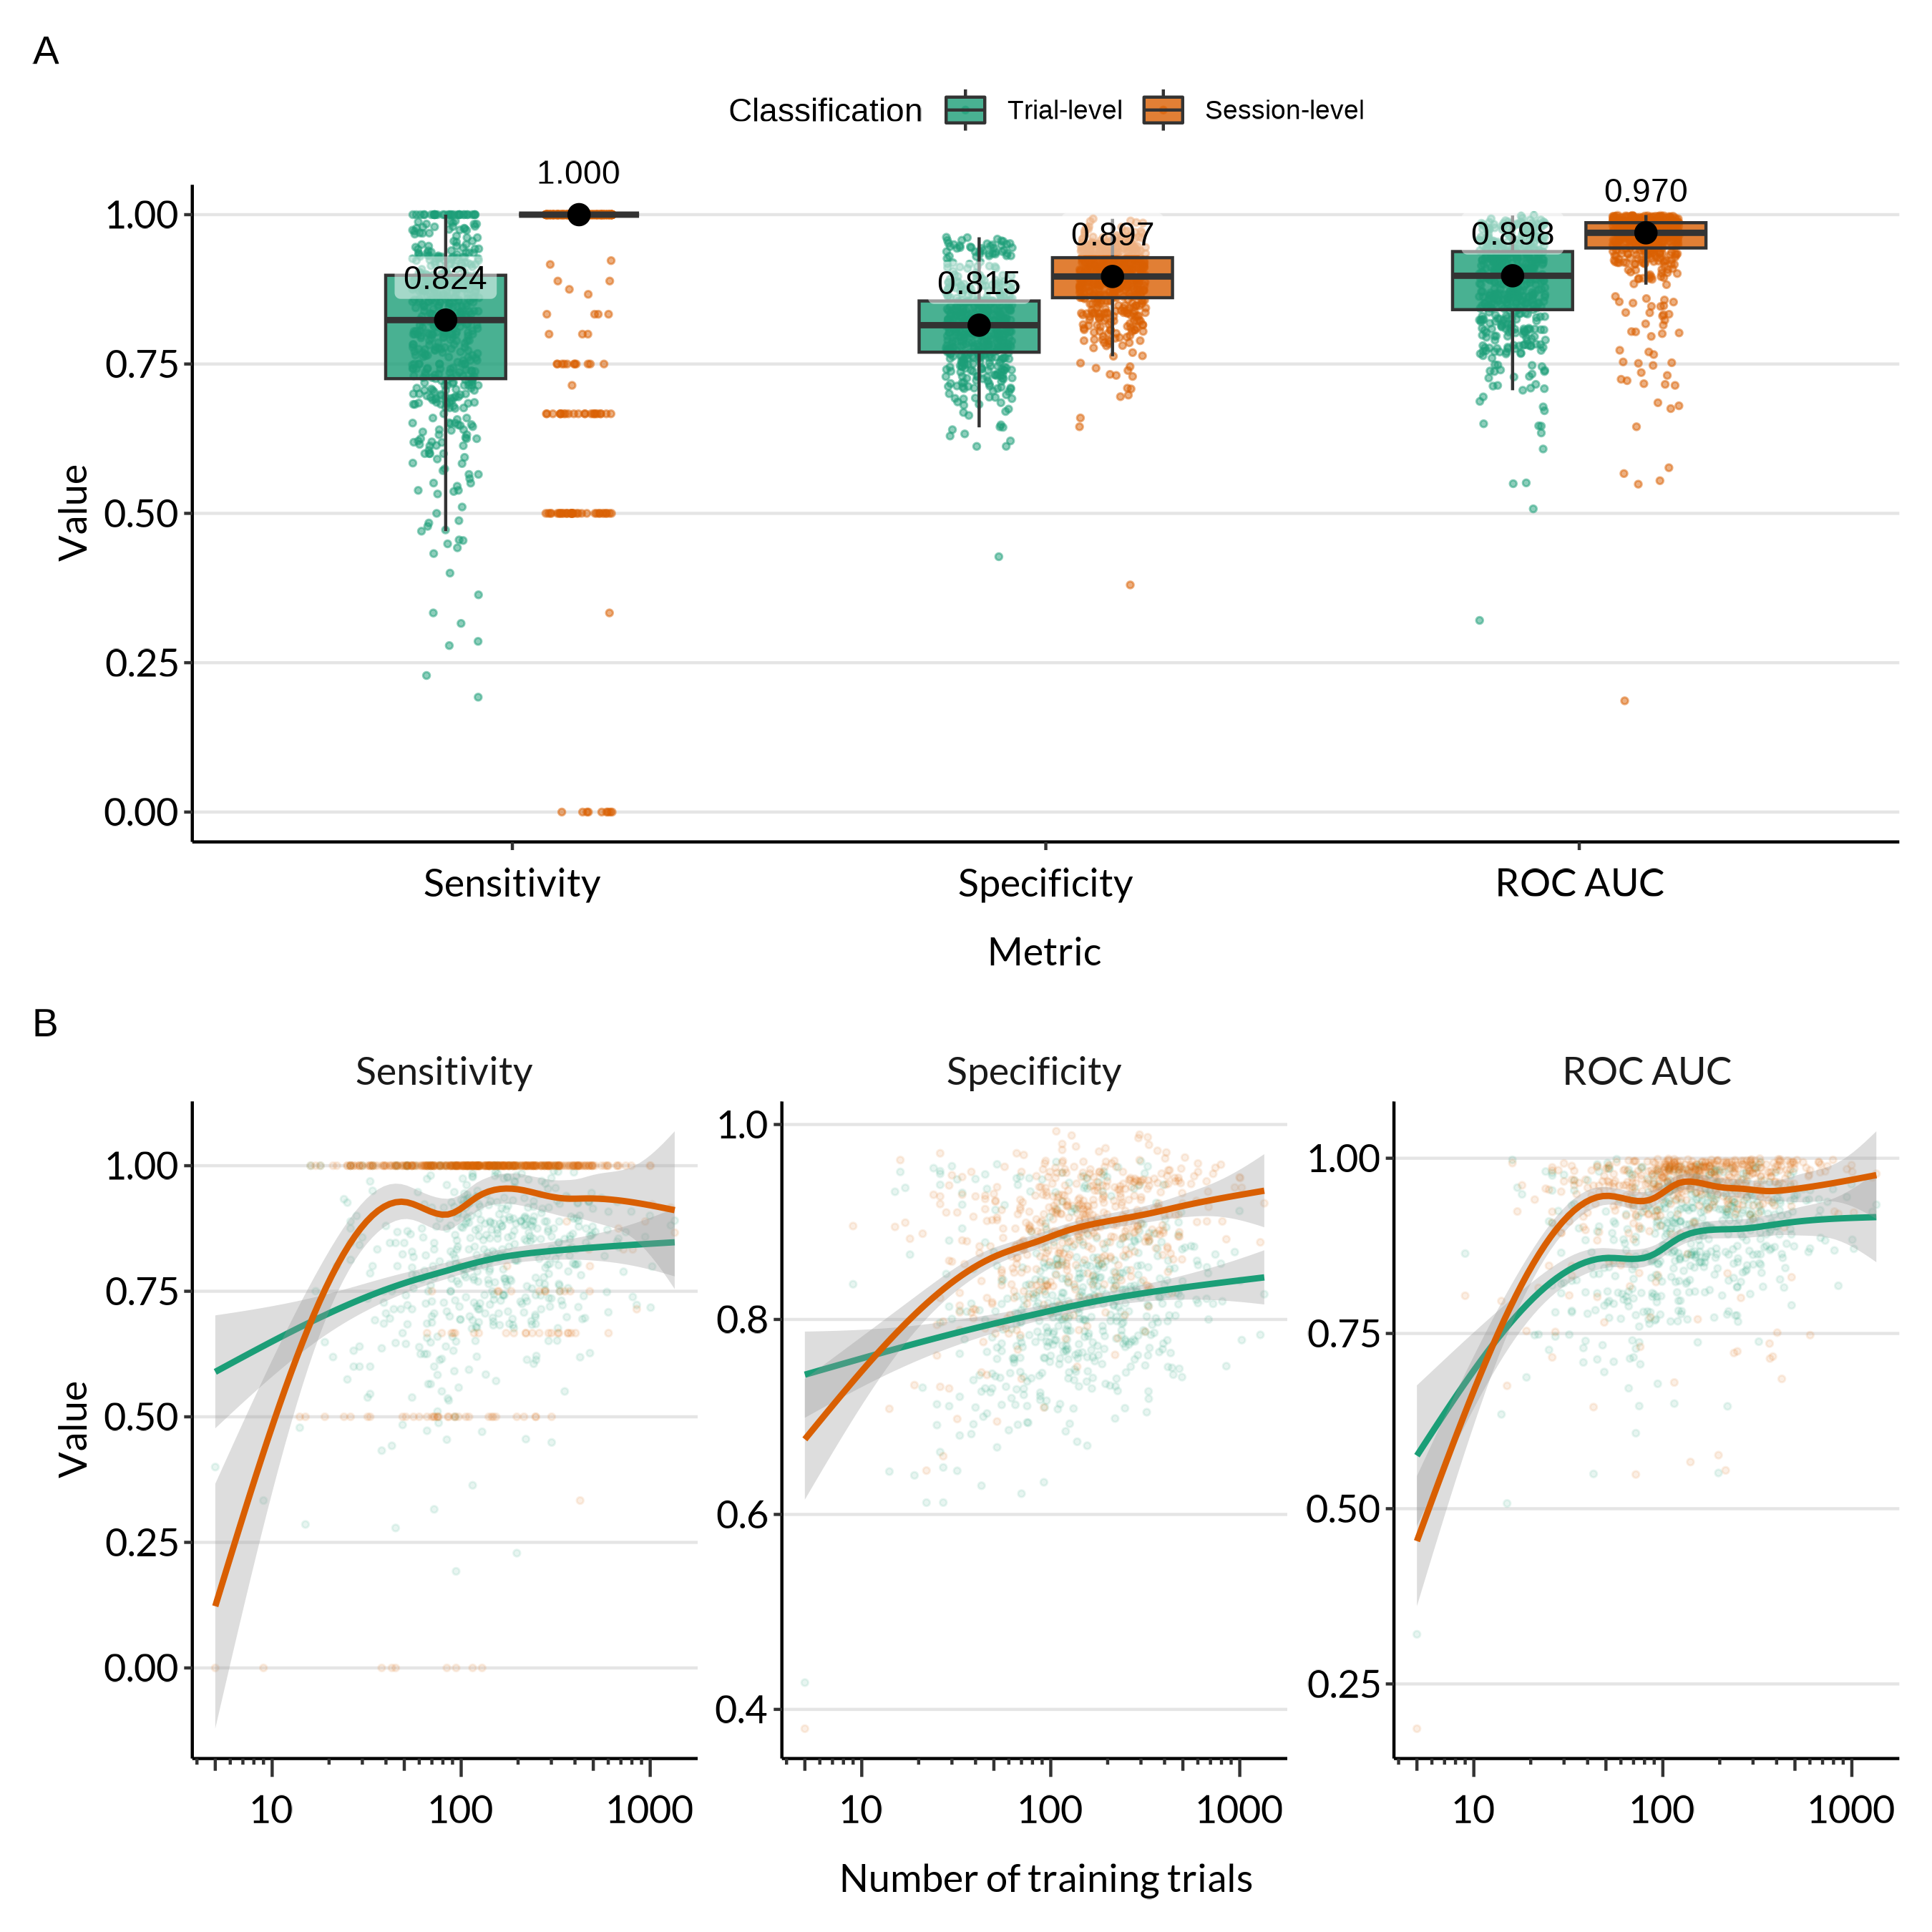 A
Classification Trial-level Session-level
1.000
0.970
0.897
0.898
0.824
0.815
1.00
0.75
0.50
0.25
0.00
Value
Sensitivity Specificity ROC AUC
Metric
B
Sensitivity Specificity ROC AUC
1.00
0.75
0.50
0.25
0.00
1.0
0.8
0.6
0.4
1.00
0.75
0.50
0.25
Value
10 100 1000 10 100 1000 10 100 1000
Number of training trials